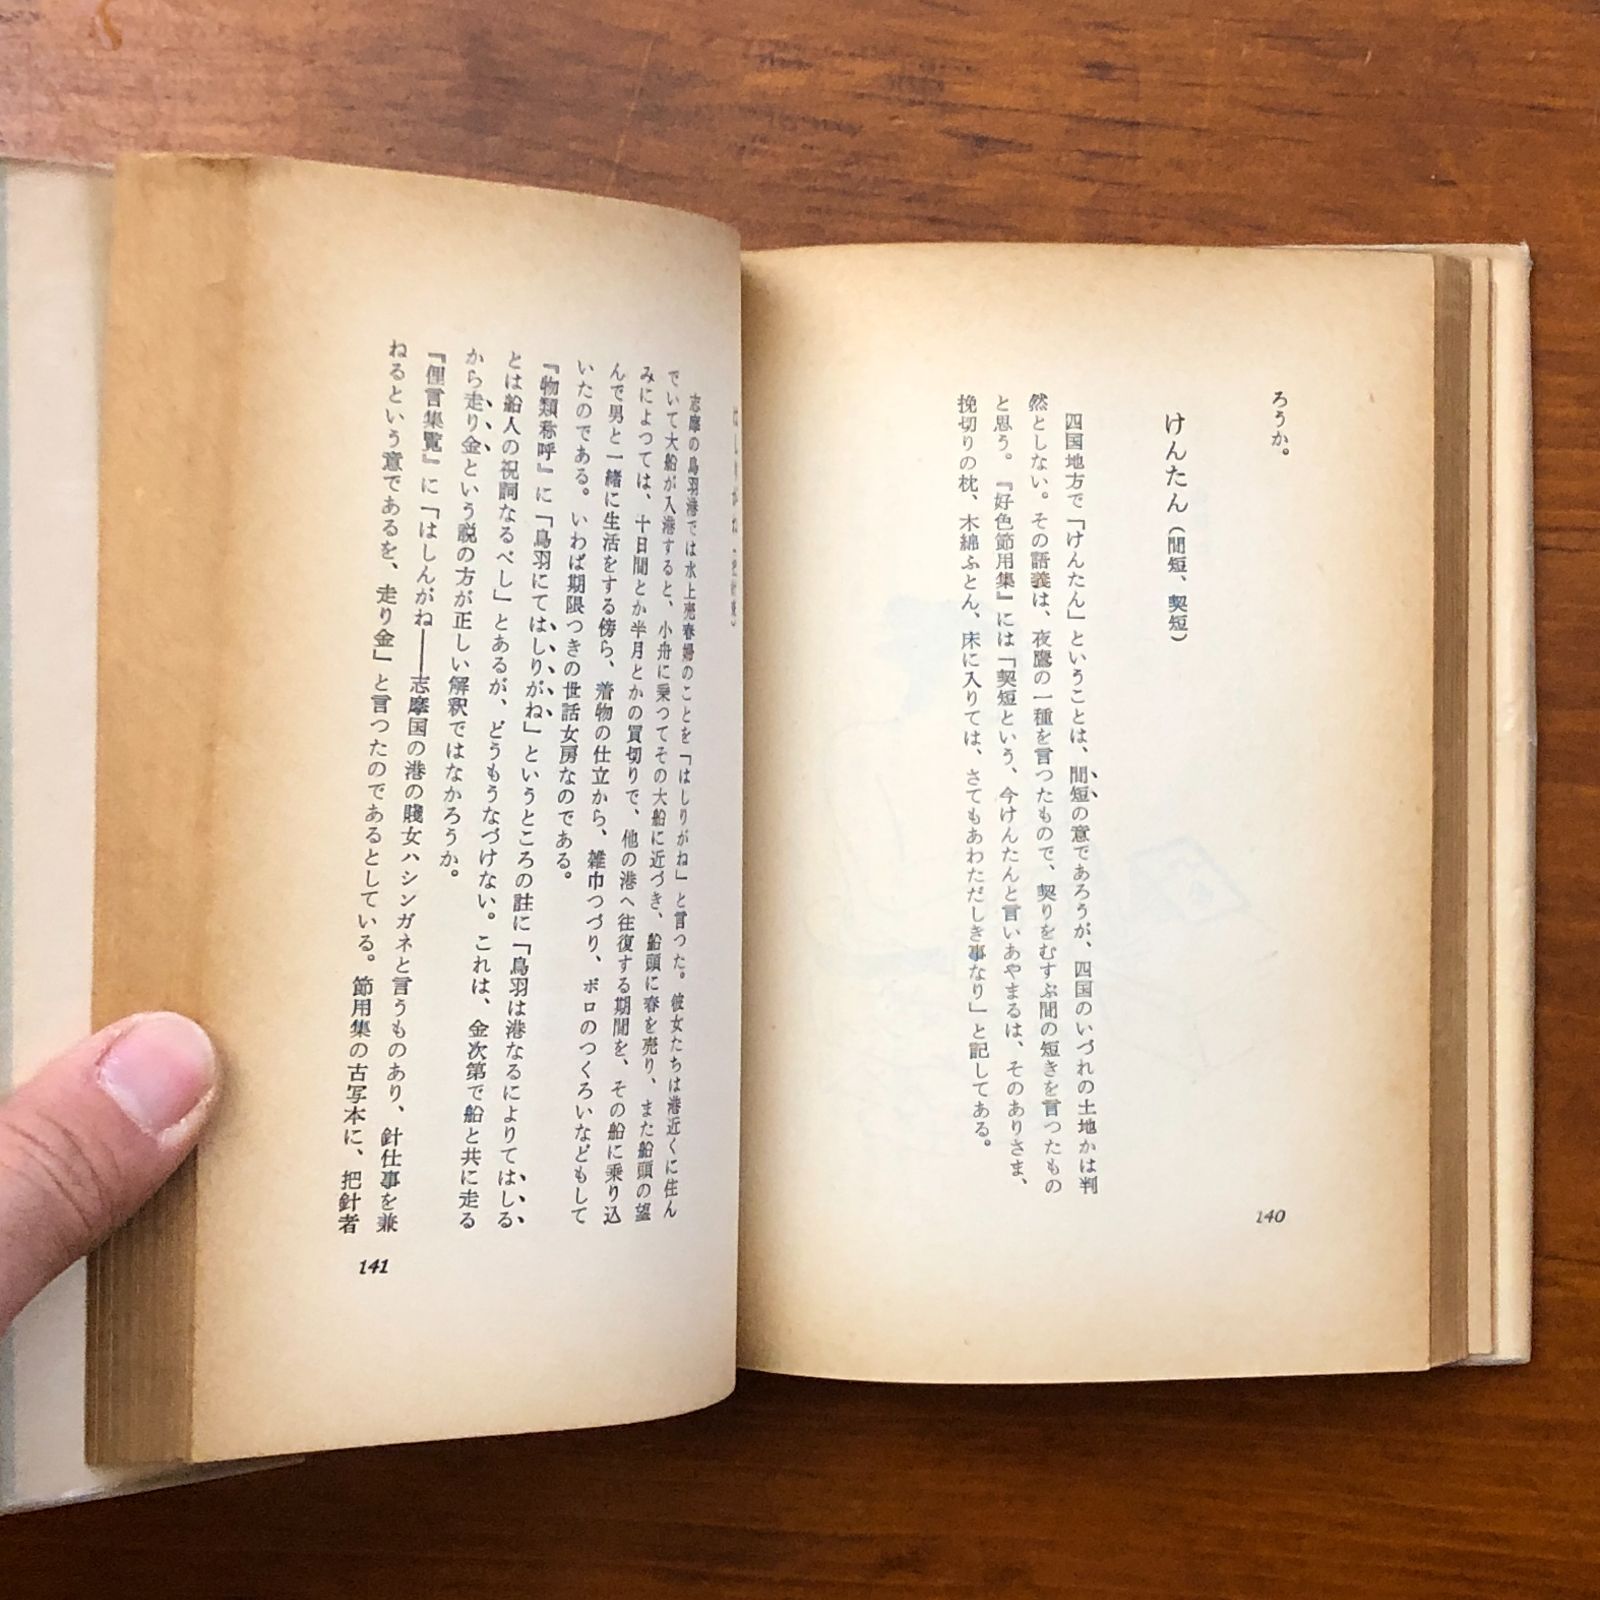 ろうか。
けんたん（間短、契短）
四国地方で「けんたん」ということは、間短の意であろうが、四国のいづれの土地かは判
然としない。その語義は、夜鷹の一種を言つたもので、契りをむすぶ間の短きを言つたもの
と思う。『好色節用集』には「契短という、今けんたんと言いあやまるは、そのありさま、
挽切りの枕、木綿ふとん、床に入りては、さてもあわただしき事なり」と記してある。
140
志摩の鳥羽港では水上売春婦のことを「はしりがね」と言つた。彼女たちは港近くに住ん
でいて大船が入港すると、小舟に乗つてその大船に近づき、船頭に春を売り、また船頭の望
みによつては、十日間とか半月とかの買切りで、他の港へ往復する期間を、その船に乗り込
んで男と一緒に生活をする傍ら、着物の仕立から、雑巾つづり、ボロのつくろいなどもして
いたのである。いわば期限つきの世話女房なのである。
『物類称呼』に「鳥羽にてはしりがね」というところの註に「鳥羽は港なるによりてはしる
とは船人の祝詞なるべし」とあるが、どうもうなづけない。これは、金次第で船と共に走る
から走り金という説の方が正しい解釈ではなかろうか。
『俚言集覧』に「はしんがね――志摩国の港の賤女ハシンガネと言うものあり、針仕事を兼
ねるという意であるを、走り金」と言つたのであるとしている。節用集の古写本に、把針者
141